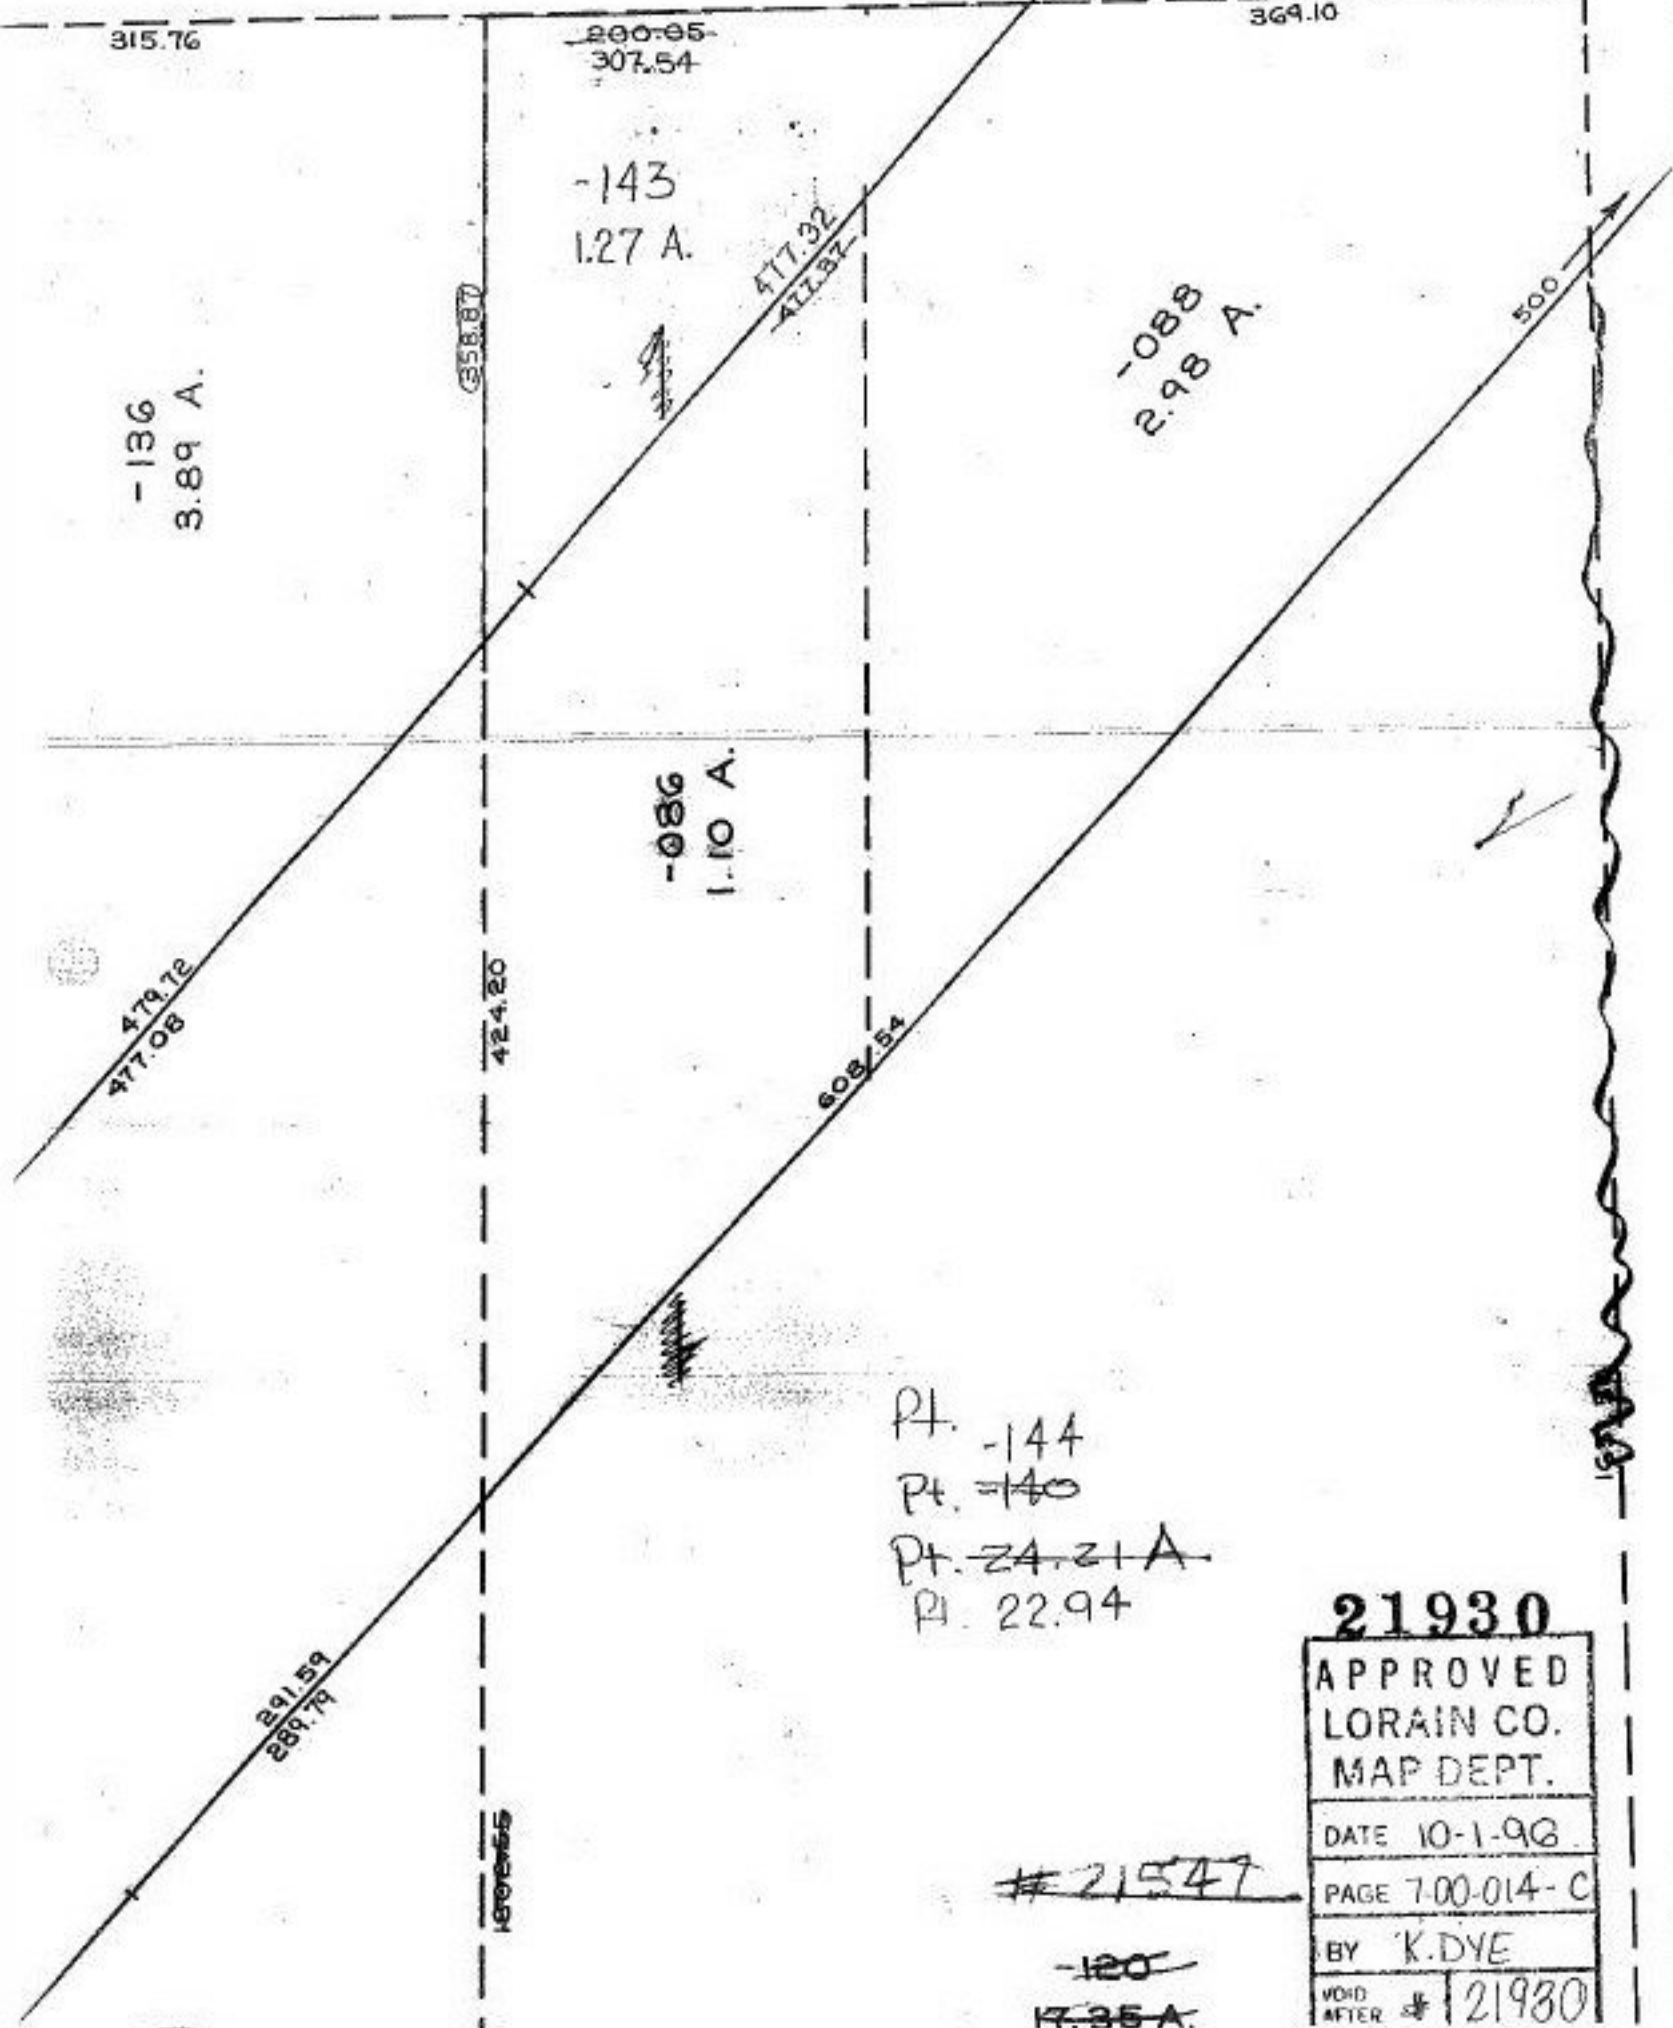 315.76
200.05
307.54
369.10
-143
1.27 A.
477.32
477.87
358.87
-136
3.89 A.
-088
2.98 A.
500
-086
1.10 A.
479.72
477.08
424.20
608.54
Pt. -144
Pt. -140
Pt. 24.21 A
Pt. 22.94
291.59
289.79
21930
APPROVED
LORAIN CO.
MAP DEPT.
DATE 10-1-96
PAGE 7-00-014-C
BY K.DYE
VOID AFTER # 21930
#21547
-120
17.35 A.